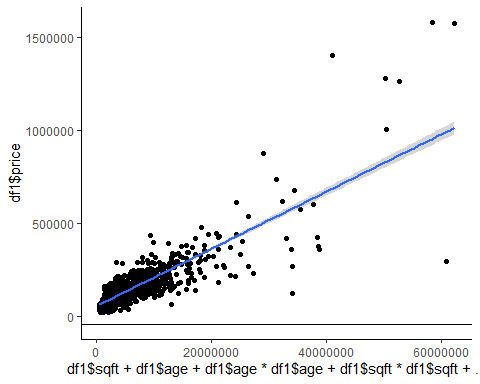 1500000
1000000
500000
0
df1$price
0 20000000 40000000 60000000
df1$sqft + df1$age + df1$age * df1$age + df1$sqft * df1$sqft + .